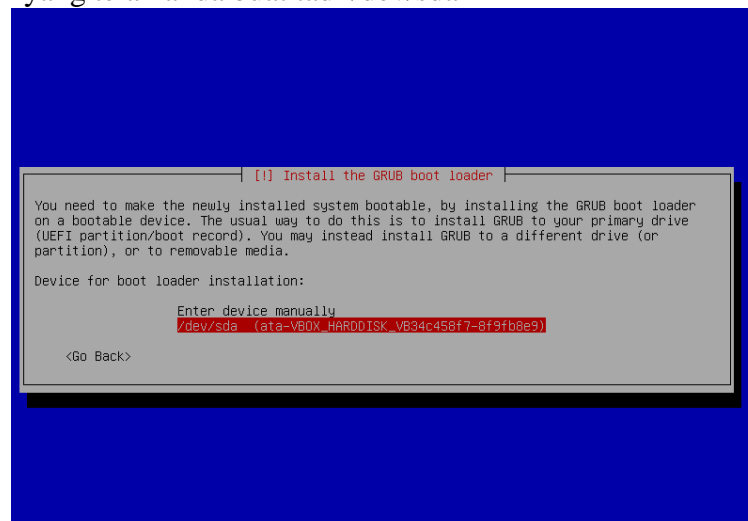 [!] Install the GRUB boot loader
You need to make the newly installed system bootable, by installing the GRUB boot loader
on a bootable device. The usual way to do this is to install GRUB to your primary drive
(UEFI partition/boot record). You may instead install GRUB to a different drive (or
partition), or to removable media.
Device for boot loader installation:
Enter device manually
/dev/sda (ata-VBOX_HARDDISK_VB34c458f7-8f9fb8e9)
<Go Back>